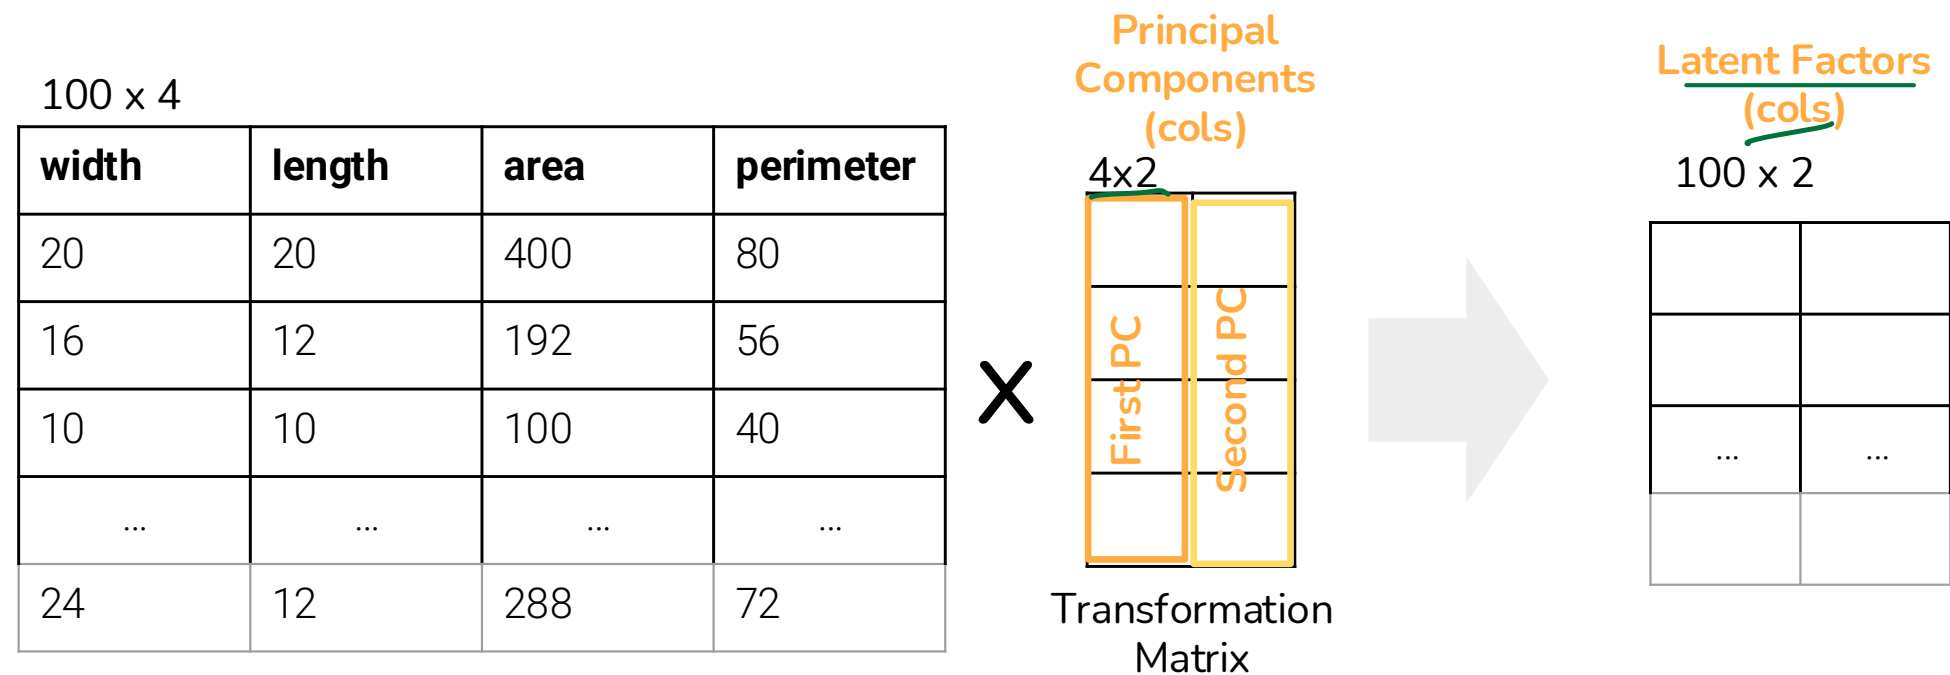 100 x 4
width length area perimeter
20 20 400 80
16 12 192 56
10 10 100 40
... ... ... ...
24 12 288 72
X
Principal
Components
(cols)
4x2
First PC
Second PC
Transformation
Matrix
Latent Factors
(cols)
100 x 2
... ...